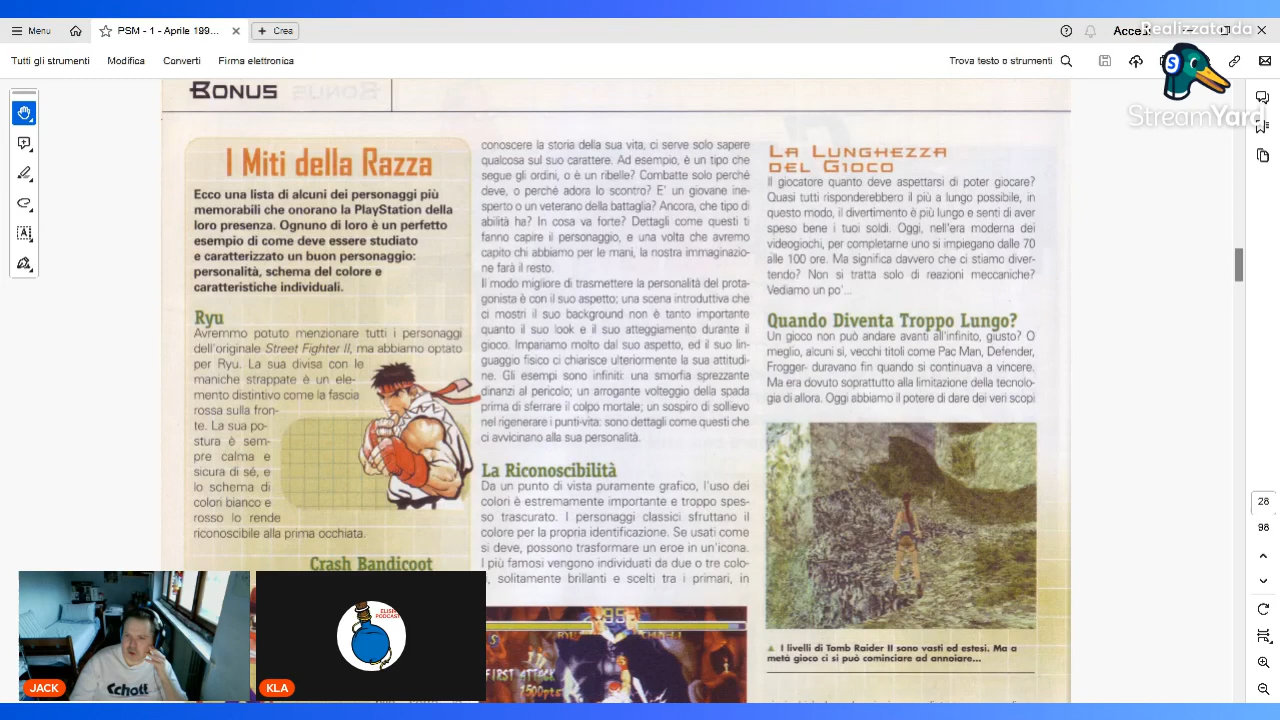 Menu
PSM - 1 - Aprile 199...
Crea
Realizzato da
Tutti gli strumenti
Modifica
Converti
Firma elettronica
Trova testo o strumenti
StreamYard
BONUS
I Miti della Razza
Ecco una lista di alcuni dei personaggi più
memorabili che onorano la PlayStation della
loro presenza. Ognuno di loro è un perfetto
esempio di come deve essere studiato
e caratterizzato un buon personaggio:
personalità, schema del colore e
caratteristiche individuali.
Ryu
Avremmo potuto menzionare tutti i personaggi
dell'originale Street Fighter II, ma abbiamo optato
per Ryu. La sua divisa con le
maniche strappate è un ele-
mento distintivo come la fascia
rossa sulla fron-
te. La sua po-
stura è sem-
pre calma e
sicura di sé, e
lo schema di
colori bianco e
rosso lo rende
riconoscibile alla prima occhiata.
Crash Bandicoot
conoscere la storia della sua vita, ci serve solo sapere
qualcosa sul suo carattere. Ad esempio, è un tipo che
segue gli ordini, o è un ribelle? Combatte solo perché
deve, o perché adora lo scontro? E' un giovane ine-
sperto o un veterano della battaglia? Ancora, che tipo di
abilità ha? In cosa va forte? Dettagli come questi ti
fanno capire il personaggio, e una volta che avremo
capito chi abbiamo per le mani, la nostra immaginazio-
ne farà il resto.
Il modo migliore di trasmettere la personalità del prota-
gonista è con il suo aspetto; una scena introduttiva che
ci mostri il suo background non è tanto importante
quanto il suo look e il suo atteggiamento durante il
gioco. Impariamo molto dal suo aspetto, ed il suo lin-
guaggio fisico ci chiarisce ulteriormente la sua attitudi-
ne. Gli esempi sono infiniti: una smorfia sprezzante
dinanzi al pericolo; un arrogante volteggio della spada
prima di sferrare il colpo mortale; un sospiro di sollievo
nel rigenerare i punti-vita: sono dettagli come questi che
ci avvicinano alla sua personalità.
La Riconoscibilità
Da un punto di vista puramente grafico, l'uso dei
colori è estremamente importante e troppo spes-
so trascurato. I personaggi classici sfruttano il
colore per la propria identificazione. Se usati come
si deve, possono trasformare un eroe in un'icona.
I più famosi vengono individuati da due o tre colo-
, solitamente brillanti e scelti tra i primari, in
95
RYU
FIRST ATTACK
1500pts
LA LUNGHEZZA
DEL GIOCO
Il giocatore quanto deve aspettarsi di poter giocare?
Quasi tutti risponderebbero il più a lungo possibile, in
questo modo, il divertimento è più lungo e senti di aver
speso bene i tuoi soldi. Oggi, nell'era moderna dei
videogiochi, per completarne uno si impiegano dalle 70
alle 100 ore. Ma significa davvero che ci stiamo diver-
tendo? Non si tratta solo di reazioni meccaniche?
Vediamo un po'...
Quando Diventa Troppo Lungo?
Un gioco non può andare avanti all'infinito, giusto? O
meglio, alcuni si, vecchi titoli come Pac Man, Defender,
Frogger- duravano fin quando si continuava a vincere.
Ma era dovuto soprattutto alla limitazione della tecnolo-
gia di allora. Oggi abbiamo il potere di dare dei veri scopi
I livelli di Tomb Raider II sono vasti ed estesi. Ma a
metà gioco ci si può cominciare ad annoiare...
28
98
Schott
JACK
ELISIR
PODCAST
KLA